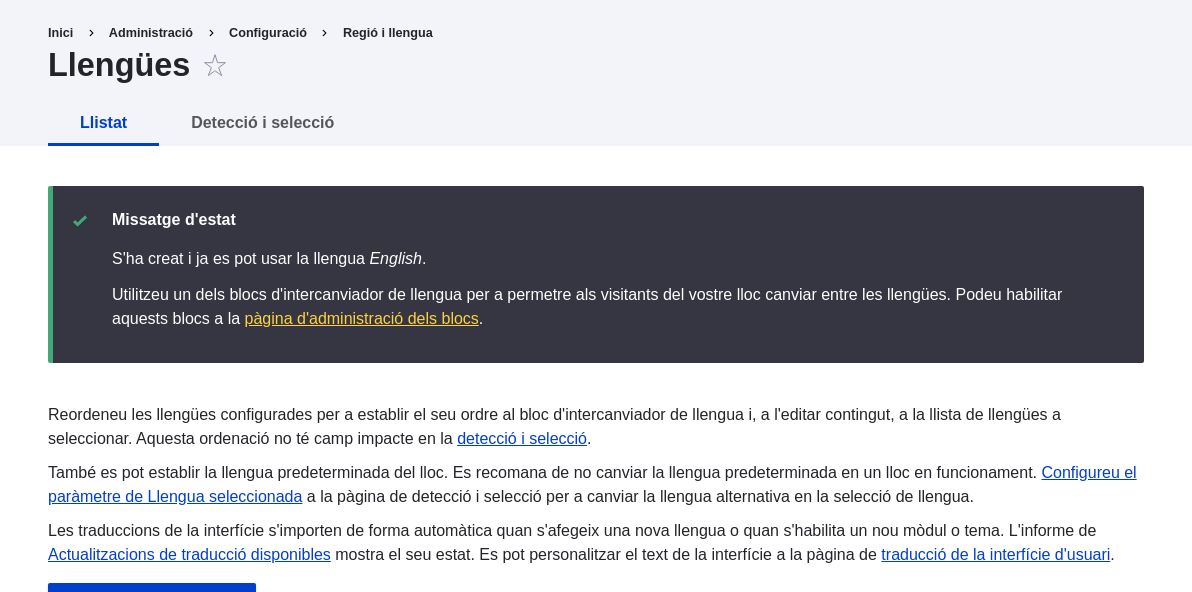 Inici > Administració > Configuració > Regió i llengua
Llengües
Llistat Detecció i selecció
Missatge d'estat
S'ha creat i ja es pot usar la llengua English.
Utilitzeu un dels blocs d'intercanviador de llengua per a permetre als visitants del vostre lloc canviar entre les llengües. Podeu habilitar
aquests blocs a la pàgina d'administració dels blocs.
Reordeneu les llengües configurades per a establir el seu ordre al bloc d'intercanviador de llengua i, a l'editar contingut, a la llista de llengües a
seleccionar. Aquesta ordenació no té camp impacte en la detecció i selecció.
També es pot establir la llengua predeterminada del lloc. Es recomana de no canviar la llengua predeterminada en un lloc en funcionament. Configureu el
paràmetre de Llengua seleccionada a la pàgina de detecció i selecció per a canviar la llengua alternativa en la selecció de llengua.
Les traduccions de la interfície s'importen de forma automàtica quan s'afegeix una nova llengua o quan s'habilita un nou mòdul o tema. L'informe de
Actualitzacions de traducció disponibles mostra el seu estat. Es pot personalitzar el text de la interfície a la pàgina de traducció de la interfície d'usuari.